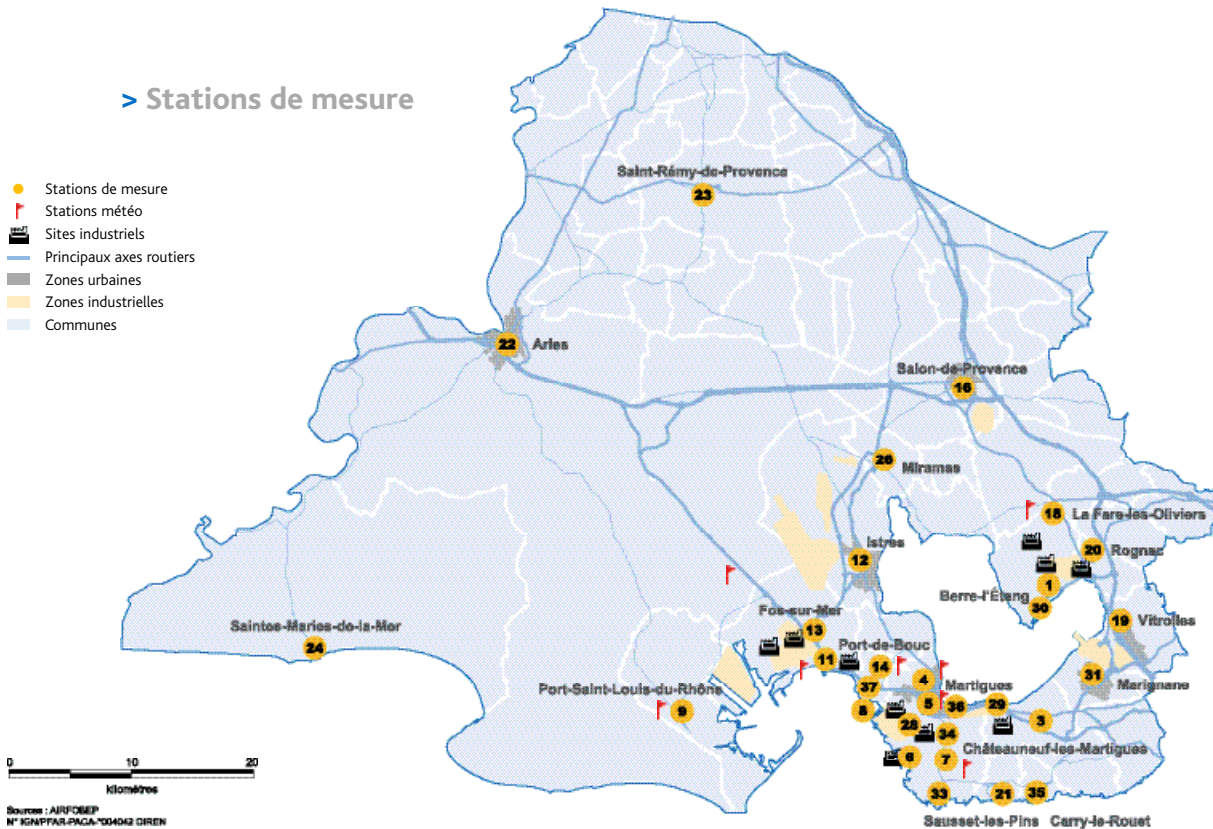 > Stations de mesure
Stations de mesure
Stations météo
Sites industriels
Principaux axes routiers
Zones urbaines
Zones industrielles
Communes
Saint-Rémy-de-Provence
23
22
Arles
Salon-de-Provence
16
26
Miramas
18
La Fare-les-Oliviers
Istres
12
20
Rognac
1
Berre-l'Étang
30
Fos-sur-Mer
13
19
Vitrolles
Saintes-Maries-de-la-Mer
24
Port-de-Bouc
11
14
4
31
Marignane
Port-Saint-Louis-du-Rhône
9
37
Martigues
8
5
36
29
3
28
34
Châteauneuf-les-Martigues
6
7
33
21
35
Sausset-les-Pins
Carry-le-Rouet
0
10
20
kilomètres
Sources : AIRFOBEP
N° IGN/PFAR-PACA-*004042 DIREN